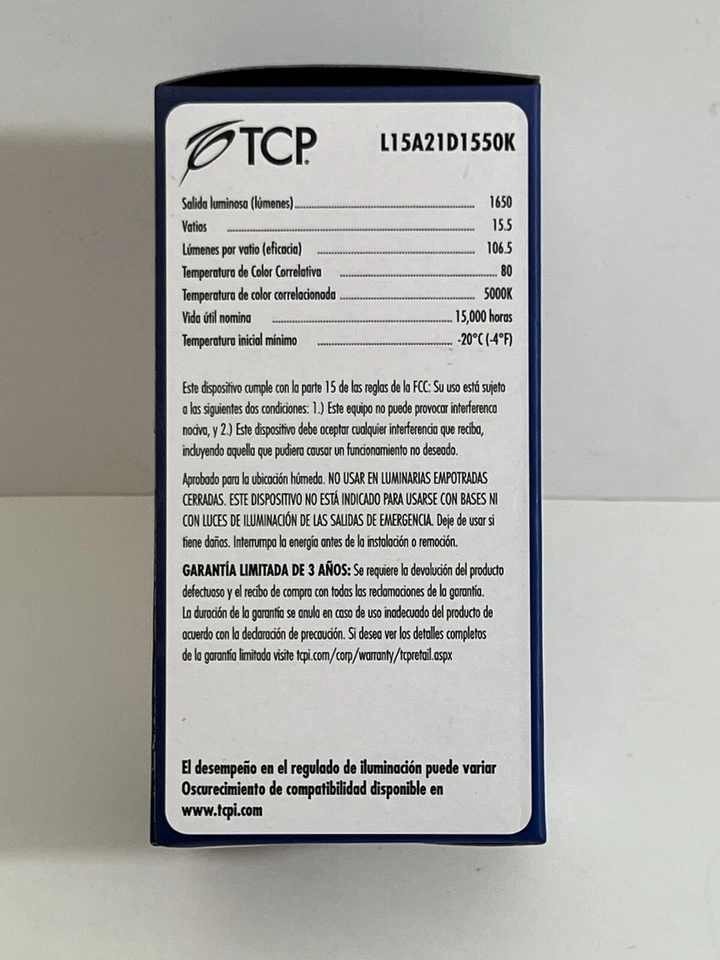 TCP L15A21D1550K
Salida luminosa (lúmenes) 1650
Vatios 15.5
Lúmenes por vatio (eficacia) 106.5
Temperatura de Color Correlativa 80
Temperatura de color correlacionada 5000K
Vida útil nomina 15,000 horas
Temperatura inicial mínimo -20°C (-4°F)
Este dispositivo cumple con la parte 15 de las reglas de la FCC: Su uso está sujeto
a las siguientes dos condiciones: 1.) Este equipo no puede provocar interferenca
nociva, y 2.) Este dispositivo debe aceptar cualquier interferencia que reciba,
incluyendo aquella que pudiera causar un funcionamiento no deseado.
Aprobado para la ubicación húmeda. NO USAR EN LUMINARIAS EMPOTRADAS
CERRADAS. ESTE DISPOSITIVO NO ESTÁ INDICADO PARA USARSE CON BASES NI
CON LUCES DE ILUMINACIÓN DE LAS SALIDAS DE EMERGENCIA. Deje de usar si
tiene daños. Interrumpa la energía antes de la instalación o remoción.
GARANTÍA LIMITADA DE 3 AÑOS: Se requiere la devolución del producto
defectuoso y el recibo de compra con todas las reclamaciones de la garantía.
La duración de la garantía se anula en caso de uso inadecuado del producto de
acuerdo con la declaración de precaución. Si desea ver los detalles completos
de la garantía limitada visite tcpi.com/corp/warranty/tcpretail.aspx
El desempeño en el regulado de iluminación puede variar
Oscurecimiento de compatibilidad disponible en
www.tcpi.com